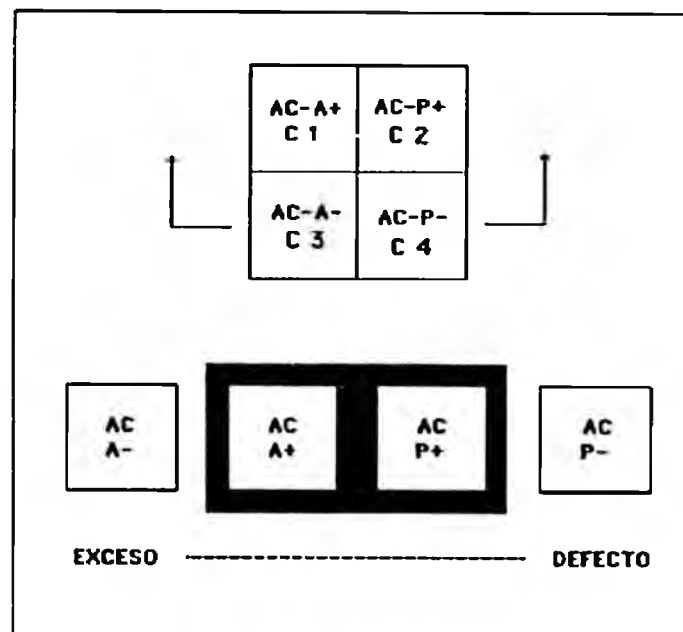 AC-A+ AC-P+
C 1 C 2
AC-A- AC-P-
C 3 C 4
AC AC AC AC
A- A+ P+ P-
EXCESO DEFECTO